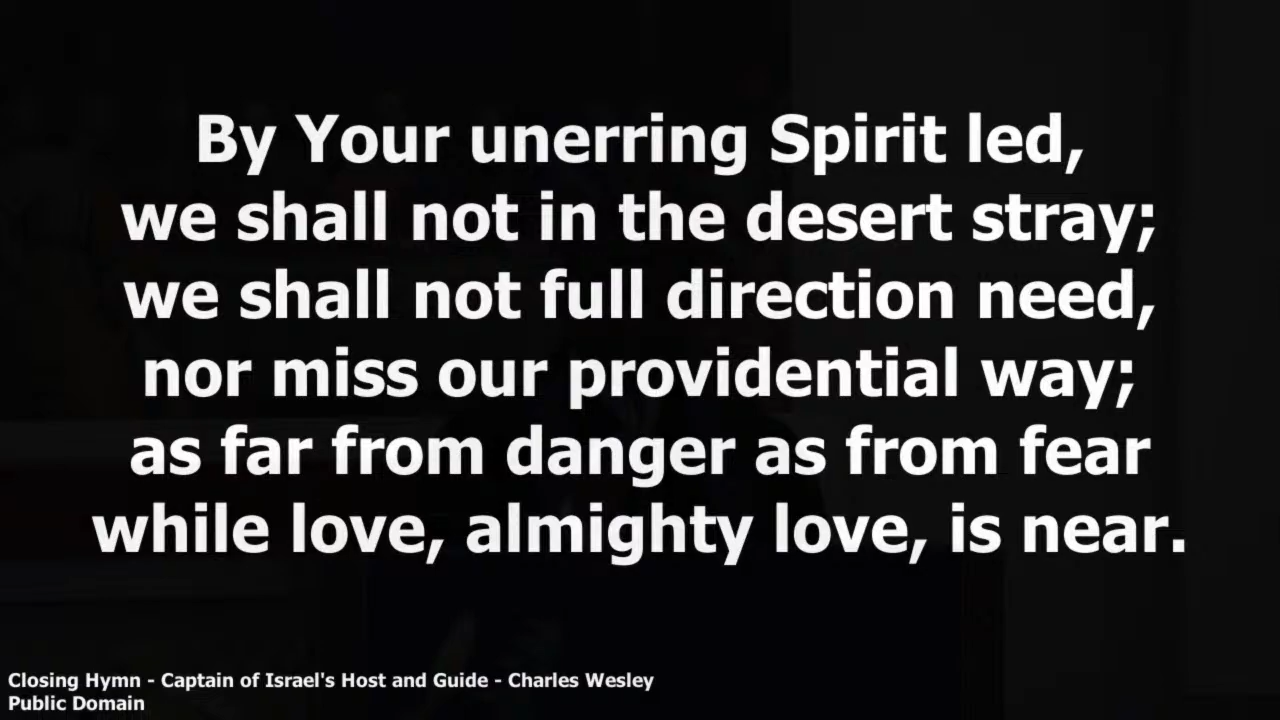 By Your unerring Spirit led,
we shall not in the desert stray;
we shall not full direction need,
nor miss our providential way;
as far from danger as from fear
while love, almighty love, is near.
Closing Hymn - Captain of Israel's Host and Guide - Charles Wesley
Public Domain